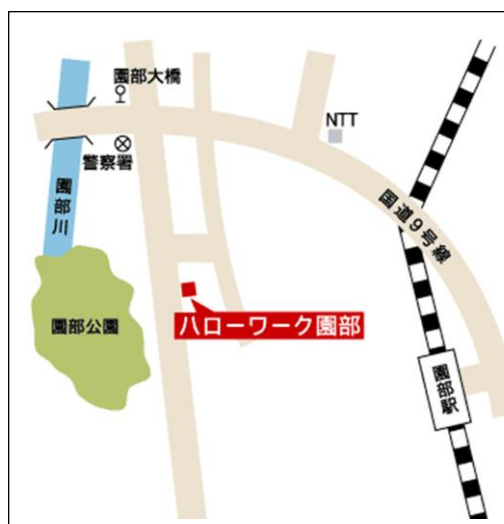 園部大橋
NTT
警察署
園部川
国道9号線
園部公園
ハローワーク園部
園部駅